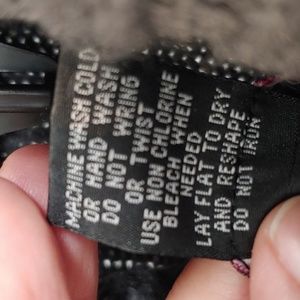 MACHINE WASH COLD
OR HAND WASH
DO NOT WRING
OR TWIST
USE NON CHLORINE
BLEACH WHEN
NEEDED
LAY FLAT TO DRY
AND RESHAPE
DO NOT IRON